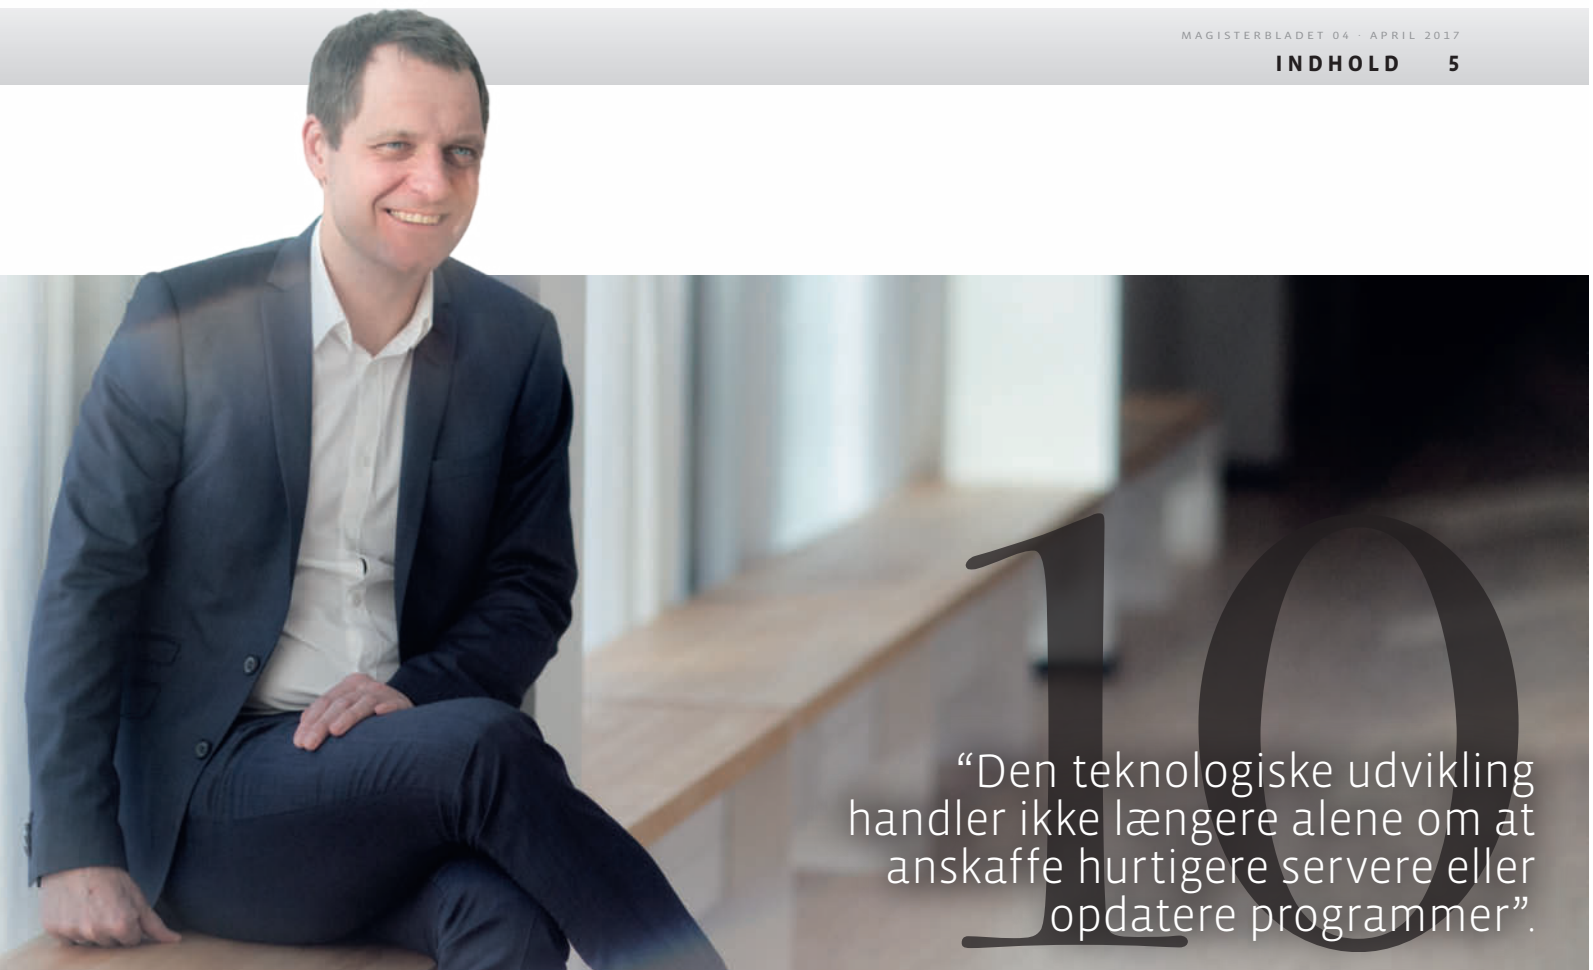 MAGISTERBLADET 04 · APRIL 2017
INDHOLD 5
10
“Den teknologiske udvikling
handler ikke længere alene om at
anskaffe hurtigere servere eller
opdatere programmer”.